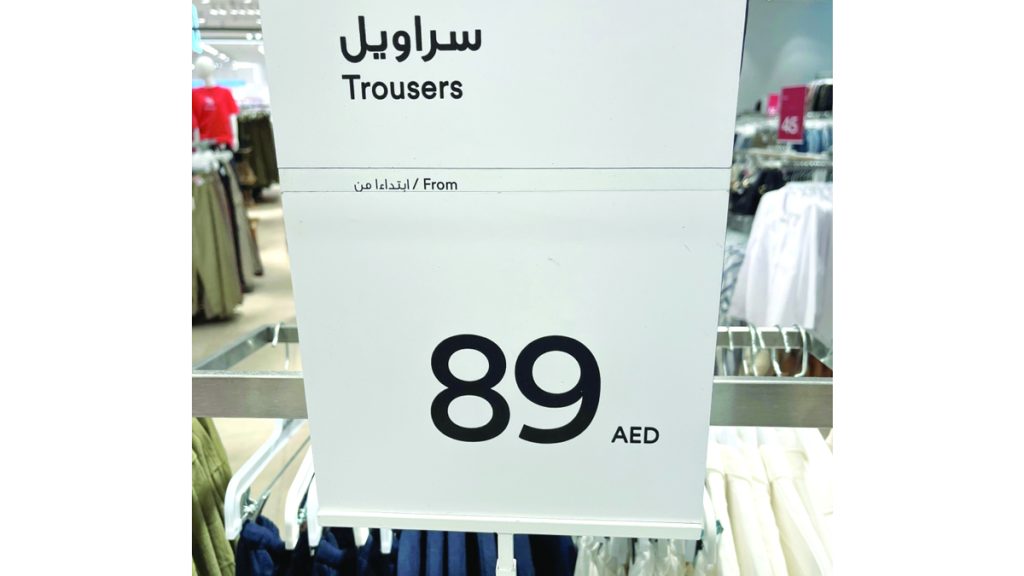 سراويل
Trousers
ابتداءا من / From
89 AED
45